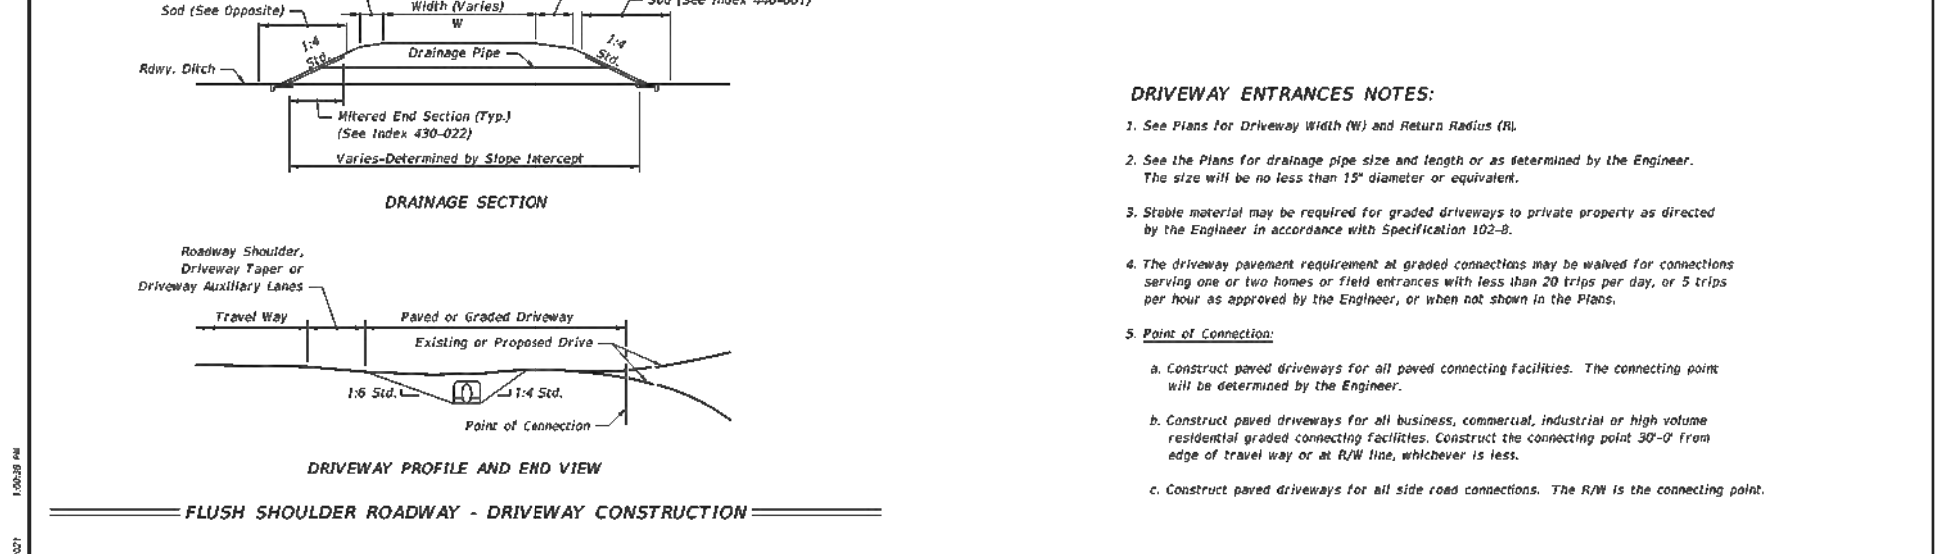 Sod (See Opposite)
Width (Varies)
W
Sod (See Index 440-001)
1:4
Std.
1:4
Std.
Drainage Pipe
Rdwy. Ditch
Mitered End Section (Typ.)
(See Index 430-022)
Varies-Determined by Slope Intercept
DRAINAGE SECTION
Roadway Shoulder,
Driveway Taper or
Driveway Auxiliary Lanes
Travel Way
Paved or Graded Driveway
Existing or Proposed Drive
1:6 Std.
1:4 Std.
Point of Connection
DRIVEWAY PROFILE AND END VIEW
FLUSH SHOULDER ROADWAY - DRIVEWAY CONSTRUCTION
DRIVEWAY ENTRANCES NOTES:
1. See Plans for Driveway Width (W) and Return Radius (R).
2. See the Plans for drainage pipe size and length or as determined by the Engineer.
The size will be no less than 15" diameter or equivalent.
3. Stable material may be required for graded driveways to private property as directed
by the Engineer in accordance with Specification 102-8.
4. The driveway pavement requirement at graded connections may be waived for connections
serving one or two homes or field entrances with less than 20 trips per day, or 5 trips
per hour as approved by the Engineer, or when not shown in the Plans.
5. Point of Connection:
a. Construct paved driveways for all paved connecting facilities. The connecting point
will be determined by the Engineer.
b. Construct paved driveways for all business, commercial, industrial or high volume
residential graded connecting facilities. Construct the connecting point 30'-0" from
edge of travel way or at R/W line, whichever is less.
c. Construct paved driveways for all side road connections. The R/W is the connecting point.
1:00:39 PM